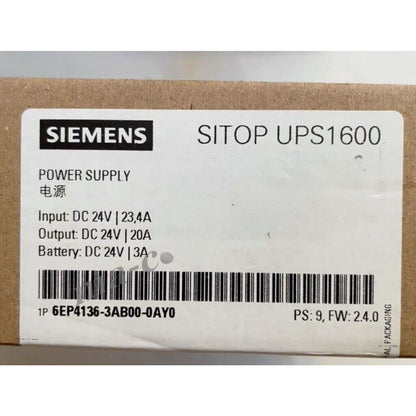 SIEMENS
SITOP UPS1600
POWER SUPPLY
电源
Input: DC 24V | 23,4A
Output: DC 24V | 20A
Battery: DC 24V | 3A
1P 6EP4136-3AB00-0AY0
PS: 9, FW: 2.4.0
PACKAGING